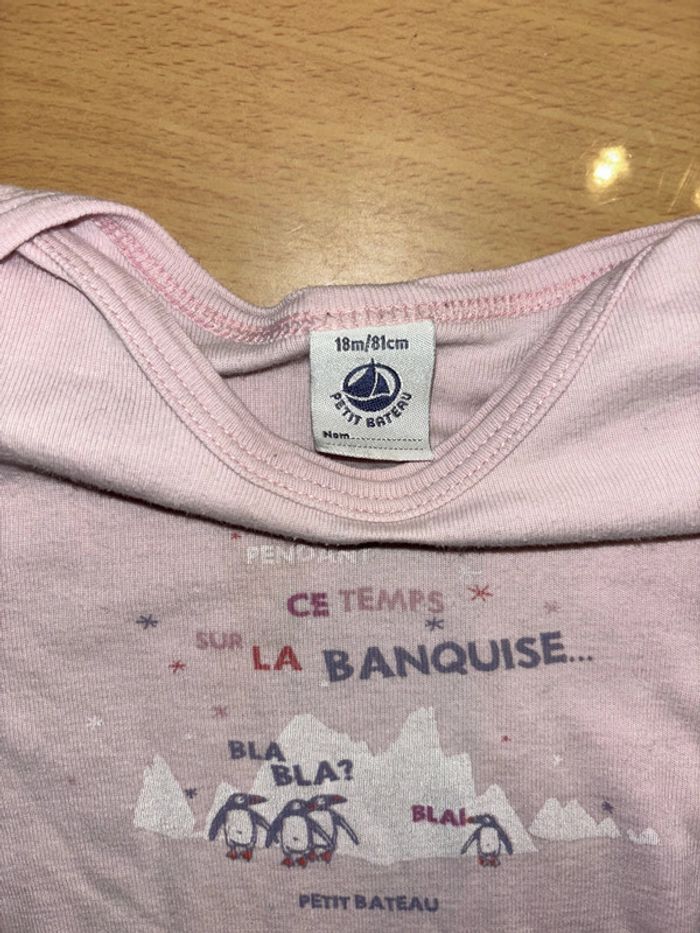 18m/81cm
PETIT BATEAU
Nom
PENDANT
CE TEMPS
SUR LA BANQUISE...
BLA
BLA?
BLA!
PETIT BATEAU